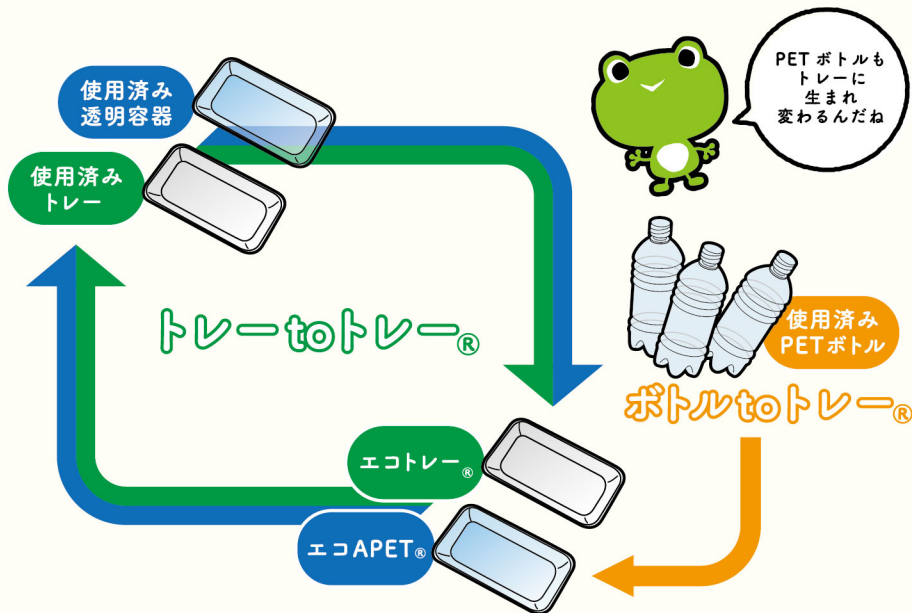 使用済み
透明容器
使用済み
トレー
PETボトルも
トレーに
生まれ
変わるんだね
トレーtoトレー®
使用済み
PETボトル
ボトルtoトレー®
エコトレー®
エコAPET®